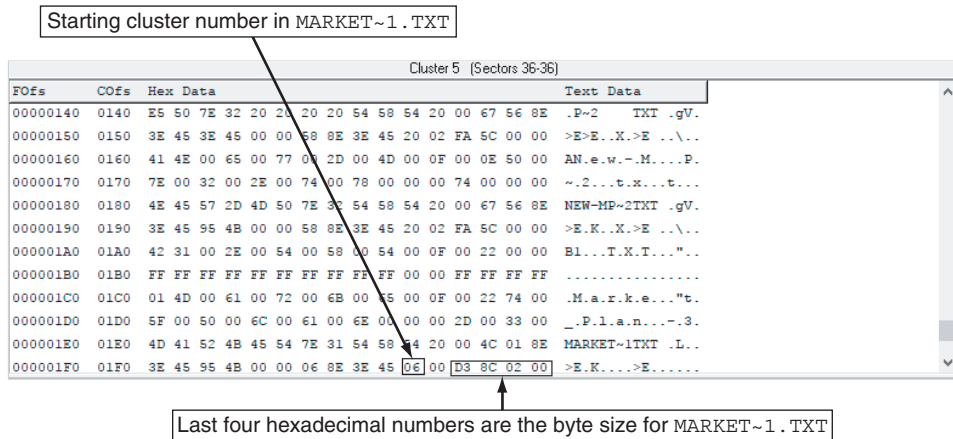 Starting cluster number in MARKET~1.TXT
Cluster 5 (Sectors 36-36)
FOfs COfs Hex Data Text Data
00000140 0140 E5 50 7E 32 20 20 20 20 54 58 54 20 00 67 56 8E .P~2 TXT .gV.
00000150 0150 3E 45 3E 45 00 00 58 8E 3E 45 20 02 FA 5C 00 00 >E>E..X.>E ..\..
00000160 0160 41 4E 00 65 00 77 00 2D 00 4D 00 0F 00 0E 50 00 AN.e.w.-.M....P.
00000170 0170 7E 00 32 00 2E 00 74 00 78 00 00 00 74 00 00 00 ~.2...t.x...t...
00000180 0180 4E 45 57 2D 4D 50 7E 32 54 58 54 20 00 67 56 8E NEW-MP~2TXT .gV.
00000190 0190 3E 45 95 4B 00 00 58 8E 3E 45 20 02 FA 5C 00 00 >E.K..X.>E ..\..
000001A0 01A0 42 31 00 2E 00 54 00 58 00 54 00 0F 00 22 00 00 B1...T.X.T..."..
000001B0 01B0 FF FF FF FF FF FF FF FF FF FF 00 00 FF FF FF FF ................
000001C0 01C0 01 4D 00 61 00 72 00 6B 00 65 00 0F 00 22 74 00 .M.a.r.k.e..."t.
000001D0 01D0 5F 00 50 00 6C 00 61 00 6E 00 00 00 2D 00 33 00 _.P.l.a.n...-.3.
000001E0 01E0 4D 41 52 4B 45 54 7E 31 54 58 54 20 00 4C 01 8E MARKET~1TXT .L..
000001F0 01F0 3E 45 95 4B 00 00 06 8E 3E 45 06 00 D3 8C 02 00 >E.K....>E......
Last four hexadecimal numbers are the byte size for MARKET~1.TXT